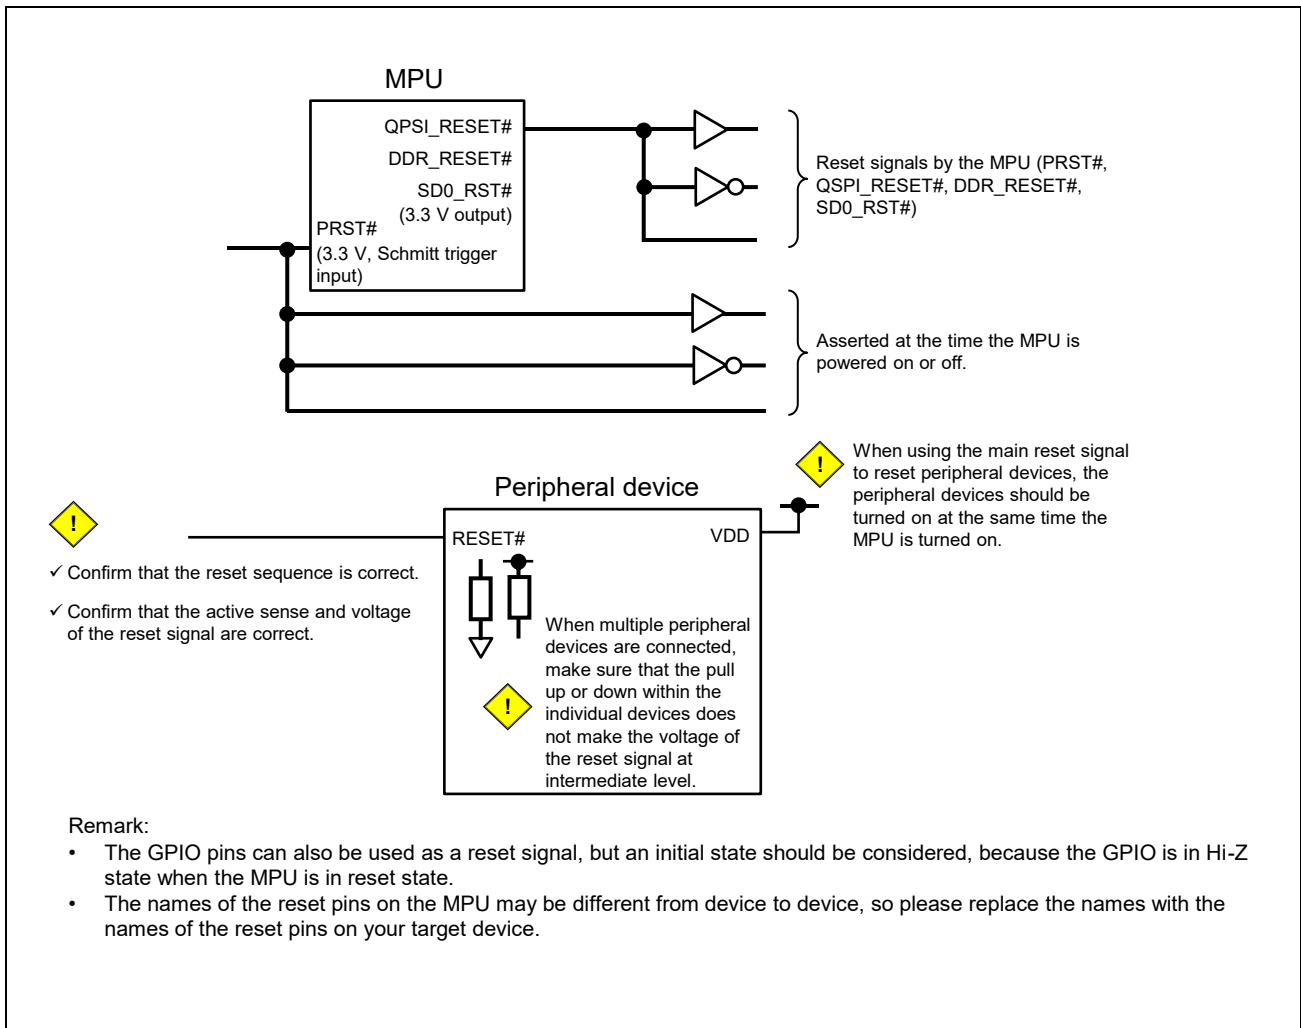 MPU
QPSI_RESET#
DDR_RESET#
SD0_RST#
(3.3 V output)
PRST#
(3.3 V, Schmitt trigger
input)
Reset signals by the MPU (PRST#,
QSPI_RESET#, DDR_RESET#,
SD0_RST#)
Asserted at the time the MPU is
powered on or off.
!
When using the main reset signal
to reset peripheral devices, the
peripheral devices should be
turned on at the same time the
MPU is turned on.
Peripheral device
!
RESET#
VDD
✓ Confirm that the reset sequence is correct.
✓ Confirm that the active sense and voltage
of the reset signal are correct.
When multiple peripheral
devices are connected,
make sure that the pull
up or down within the
individual devices does
not make the voltage of
the reset signal at
intermediate level.
!
Remark:
• The GPIO pins can also be used as a reset signal, but an initial state should be considered, because the GPIO is in Hi-Z
state when the MPU is in reset state.
• The names of the reset pins on the MPU may be different from device to device, so please replace the names with the
names of the reset pins on your target device.